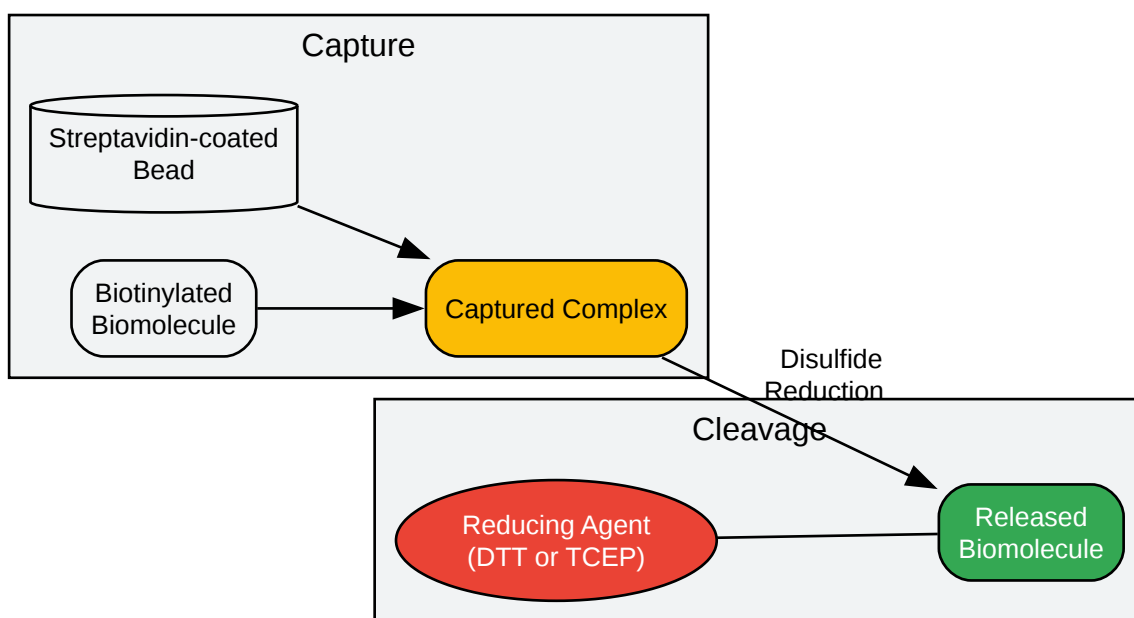 Capture
Streptavidin-coated
Bead
Biotinylated
Biomolecule
Captured Complex
Disulfide
Reduction
Cleavage
Reducing Agent
(DTT or TCEP)
Released
Biomolecule